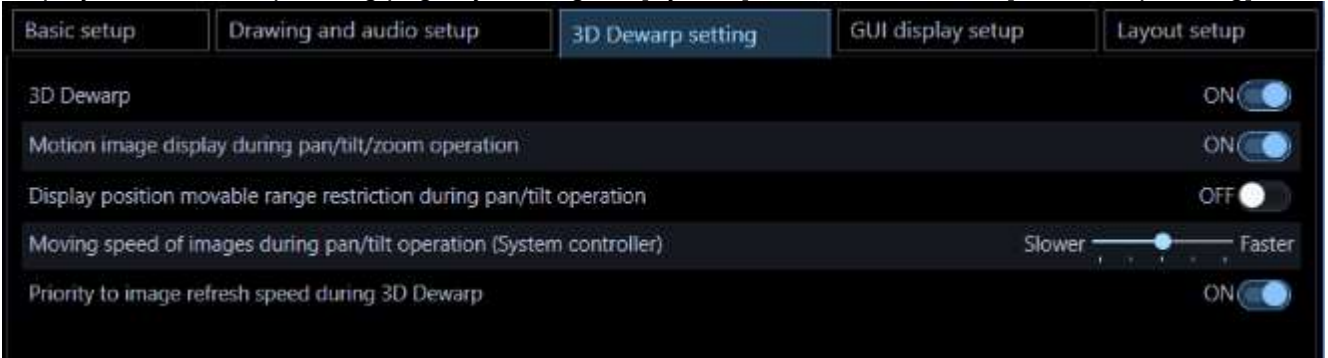 Basic setup Drawing and audio setup 3D Dewarp setting GUI display setup Layout setup
3D Dewarp ON
Motion image display during pan/tilt/zoom operation ON
Display position movable range restriction during pan/tilt operation OFF
Moving speed of images during pan/tilt operation (System controller) Slower Faster
Priority to image refresh speed during 3D Dewarp ON